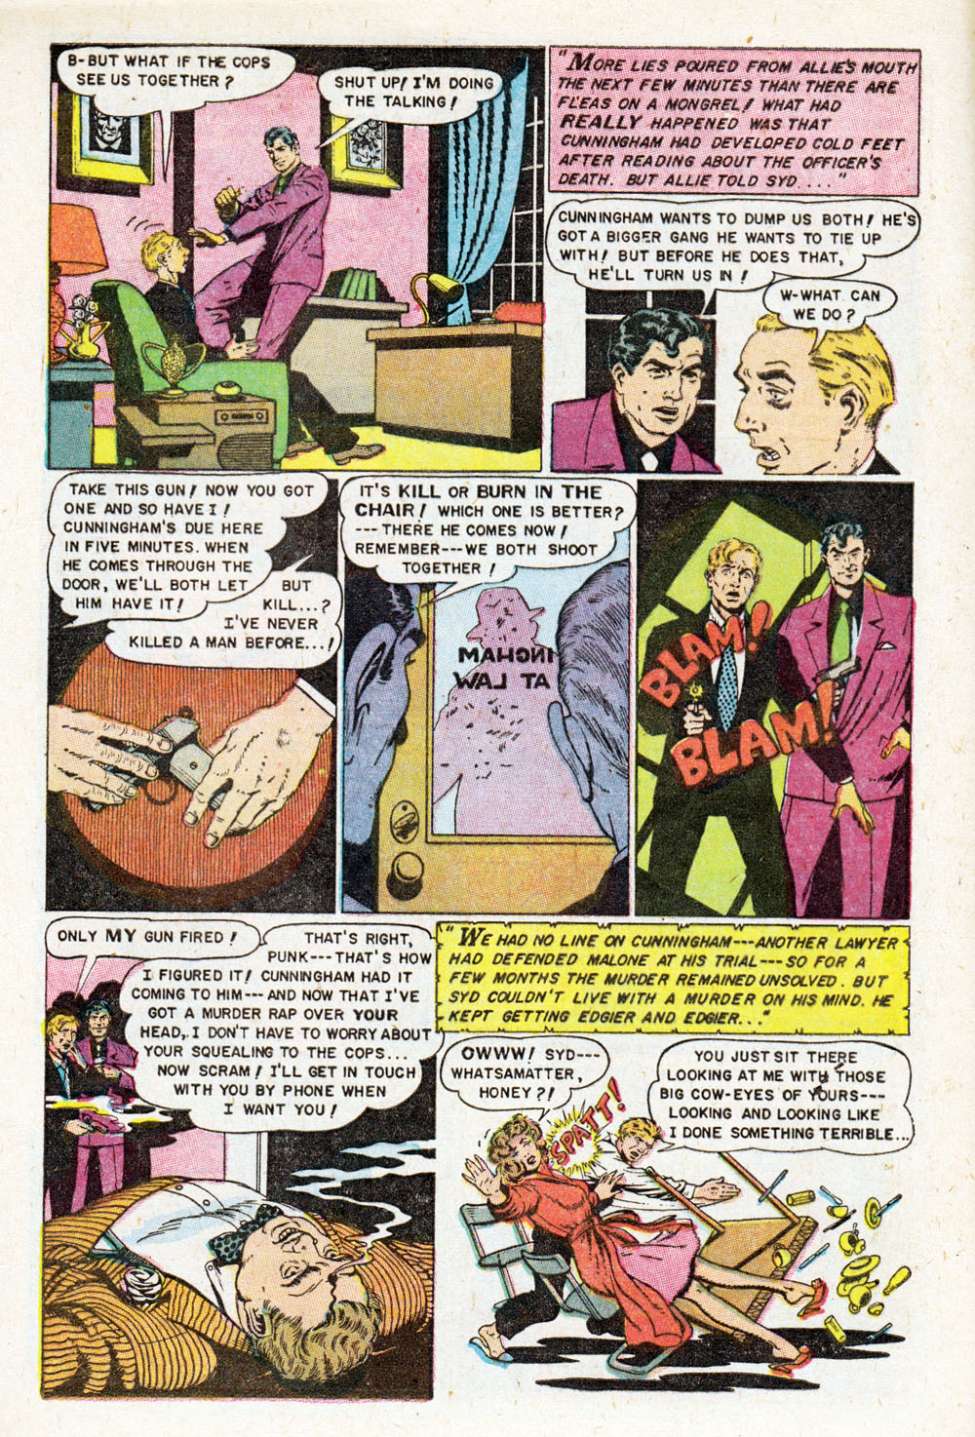 B-BUT WHAT IF THE COPS
SEE US TOGETHER?
SHUT UP! I'M DOING
THE TALKING!
"MORE LIES POURED FROM ALLIE'S MOUTH
THE NEXT FEW MINUTES THAN THERE ARE
FLEAS ON A MONGREL! WHAT HAD
REALLY HAPPENED WAS THAT
CUNNINGHAM HAD DEVELOPED COLD FEET
AFTER READING ABOUT THE OFFICER'S
DEATH. BUT ALLIE TOLD SYD...."
CUNNINGHAM WANTS TO DUMP US BOTH! HE'S
GOT A BIGGER GANG HE WANTS TO TIE UP
WITH! BUT BEFORE HE DOES THAT,
HE'LL TURN US IN!
W-WHAT CAN
WE DO?
TAKE THIS GUN! NOW YOU GOT
ONE AND SO HAVE I!
CUNNINGHAM'S DUE HERE
IN FIVE MINUTES. WHEN
HE COMES THROUGH THE
DOOR, WE'LL BOTH LET
HIM HAVE IT!
BUT
KILL...?
I'VE NEVER
KILLED A MAN BEFORE...!
IT'S KILL OR BURN IN THE
CHAIR! WHICH ONE IS BETTER?
---THERE HE COMES NOW!
REMEMBER---WE BOTH SHOOT
TOGETHER!
INGHAM
AT LAW
BLAM!
BLAM!
ONLY MY GUN FIRED!
THAT'S RIGHT,
PUNK---THAT'S HOW
I FIGURED IT! CUNNINGHAM HAD IT
COMING TO HIM---AND NOW THAT I'VE
GOT A MURDER RAP OVER YOUR
HEAD, I DON'T HAVE TO WORRY ABOUT
YOUR SQUEALING TO THE COPS...
NOW SCRAM! I'LL GET IN TOUCH
WITH YOU BY PHONE WHEN
I WANT YOU!
"WE HAD NO LINE ON CUNNINGHAM---ANOTHER LAWYER
HAD DEFENDED MALONE AT HIS TRIAL---SO FOR A
FEW MONTHS THE MURDER REMAINED UNSOLVED. BUT
SYD COULDN'T LIVE WITH A MURDER ON HIS MIND. HE
KEPT GETTING EDGIER AND EDGIER..."
OWWW! SYD---
WHATSAMATTER,
HONEY?!
SPATT!
YOU JUST SIT THERE
LOOKING AT ME WITH THOSE
BIG COW-EYES OF YOURS---
LOOKING AND LOOKING LIKE
I DONE SOMETHING TERRIBLE...